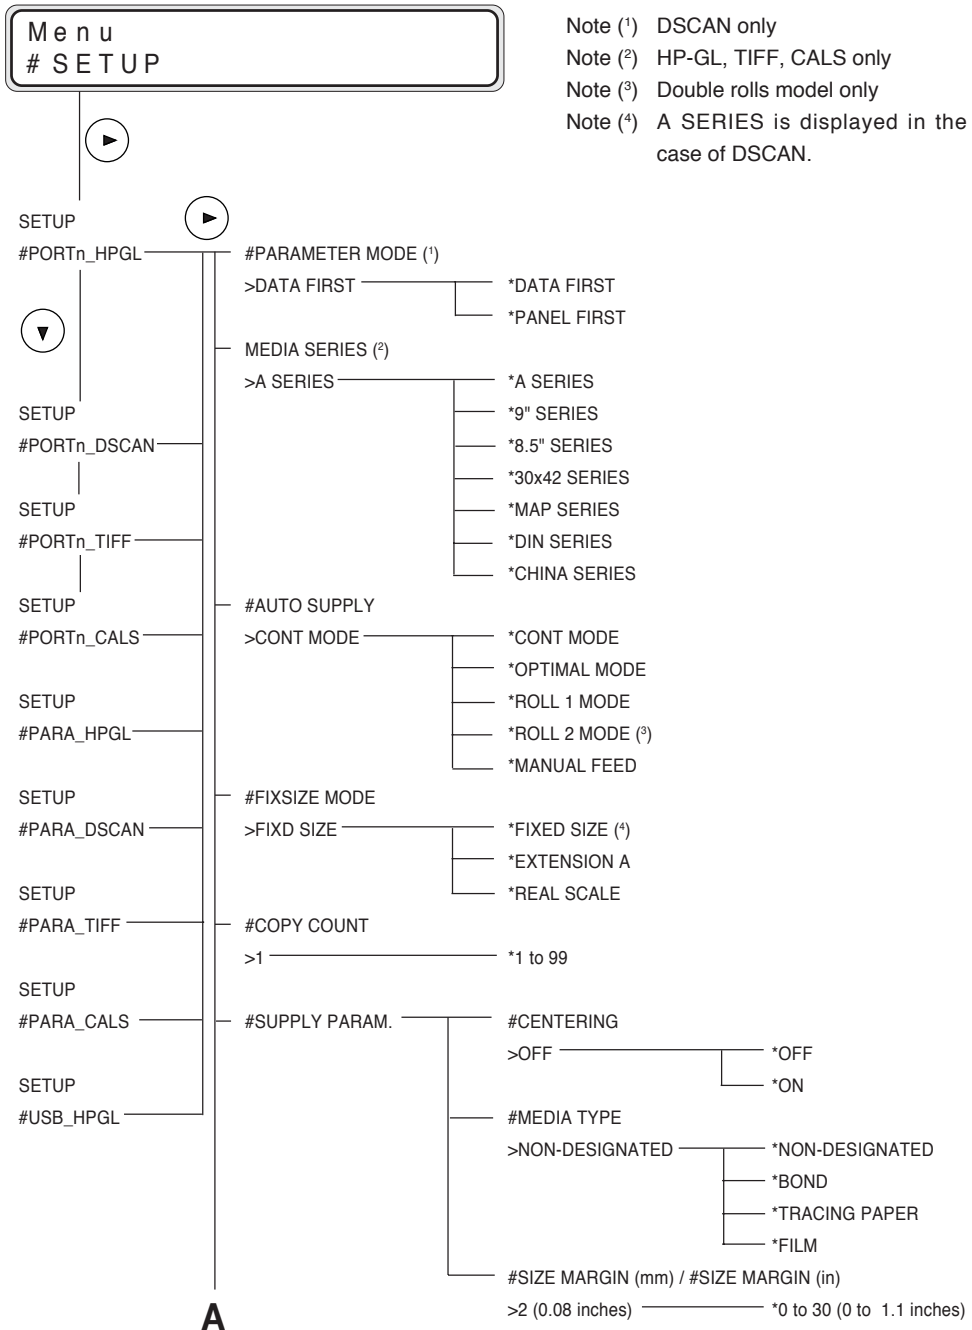 Menu
# SETUP
Note (1) DSCAN only
Note (2) HP-GL, TIFF, CALS only
Note (3) Double rolls model only
Note (4) A SERIES is displayed in the
case of DSCAN.
SETUP
#PORTn_HPGL
#PARAMETER MODE (1)
>DATA FIRST
*DATA FIRST
*PANEL FIRST
MEDIA SERIES (2)
>A SERIES
*A SERIES
*9" SERIES
*8.5" SERIES
*30x42 SERIES
*MAP SERIES
*DIN SERIES
*CHINA SERIES
SETUP
#PORTn_DSCAN
SETUP
#PORTn_TIFF
SETUP
#PORTn_CALS
#AUTO SUPPLY
>CONT MODE
*CONT MODE
*OPTIMAL MODE
*ROLL 1 MODE
*ROLL 2 MODE (3)
*MANUAL FEED
SETUP
#PARA_HPGL
SETUP
#PARA_DSCAN
#FIXSIZE MODE
>FIXD SIZE
*FIXED SIZE (4)
*EXTENSION A
*REAL SCALE
SETUP
#PARA_TIFF
#COPY COUNT
>1
*1 to 99
SETUP
#PARA_CALS
#SUPPLY PARAM.
#CENTERING
>OFF
*OFF
*ON
SETUP
#USB_HPGL
#MEDIA TYPE
>NON-DESIGNATED
*NON-DESIGNATED
*BOND
*TRACING PAPER
*FILM
#SIZE MARGIN (mm) / #SIZE MARGIN (in)
>2 (0.08 inches)
*0 to 30 (0 to 1.1 inches)
A